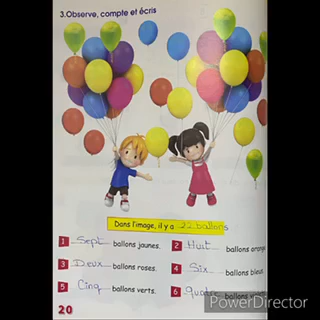 3.Observe, compte et écris
Dans l'image, il y a 22 ballons
1 Sept ballons jaunes. 2 Huit ballons orange
3 Deux ballons roses. 4 Six ballons bleus.
5 Cinq ballons verts. 6 quatre ballons
20
PowerDirector